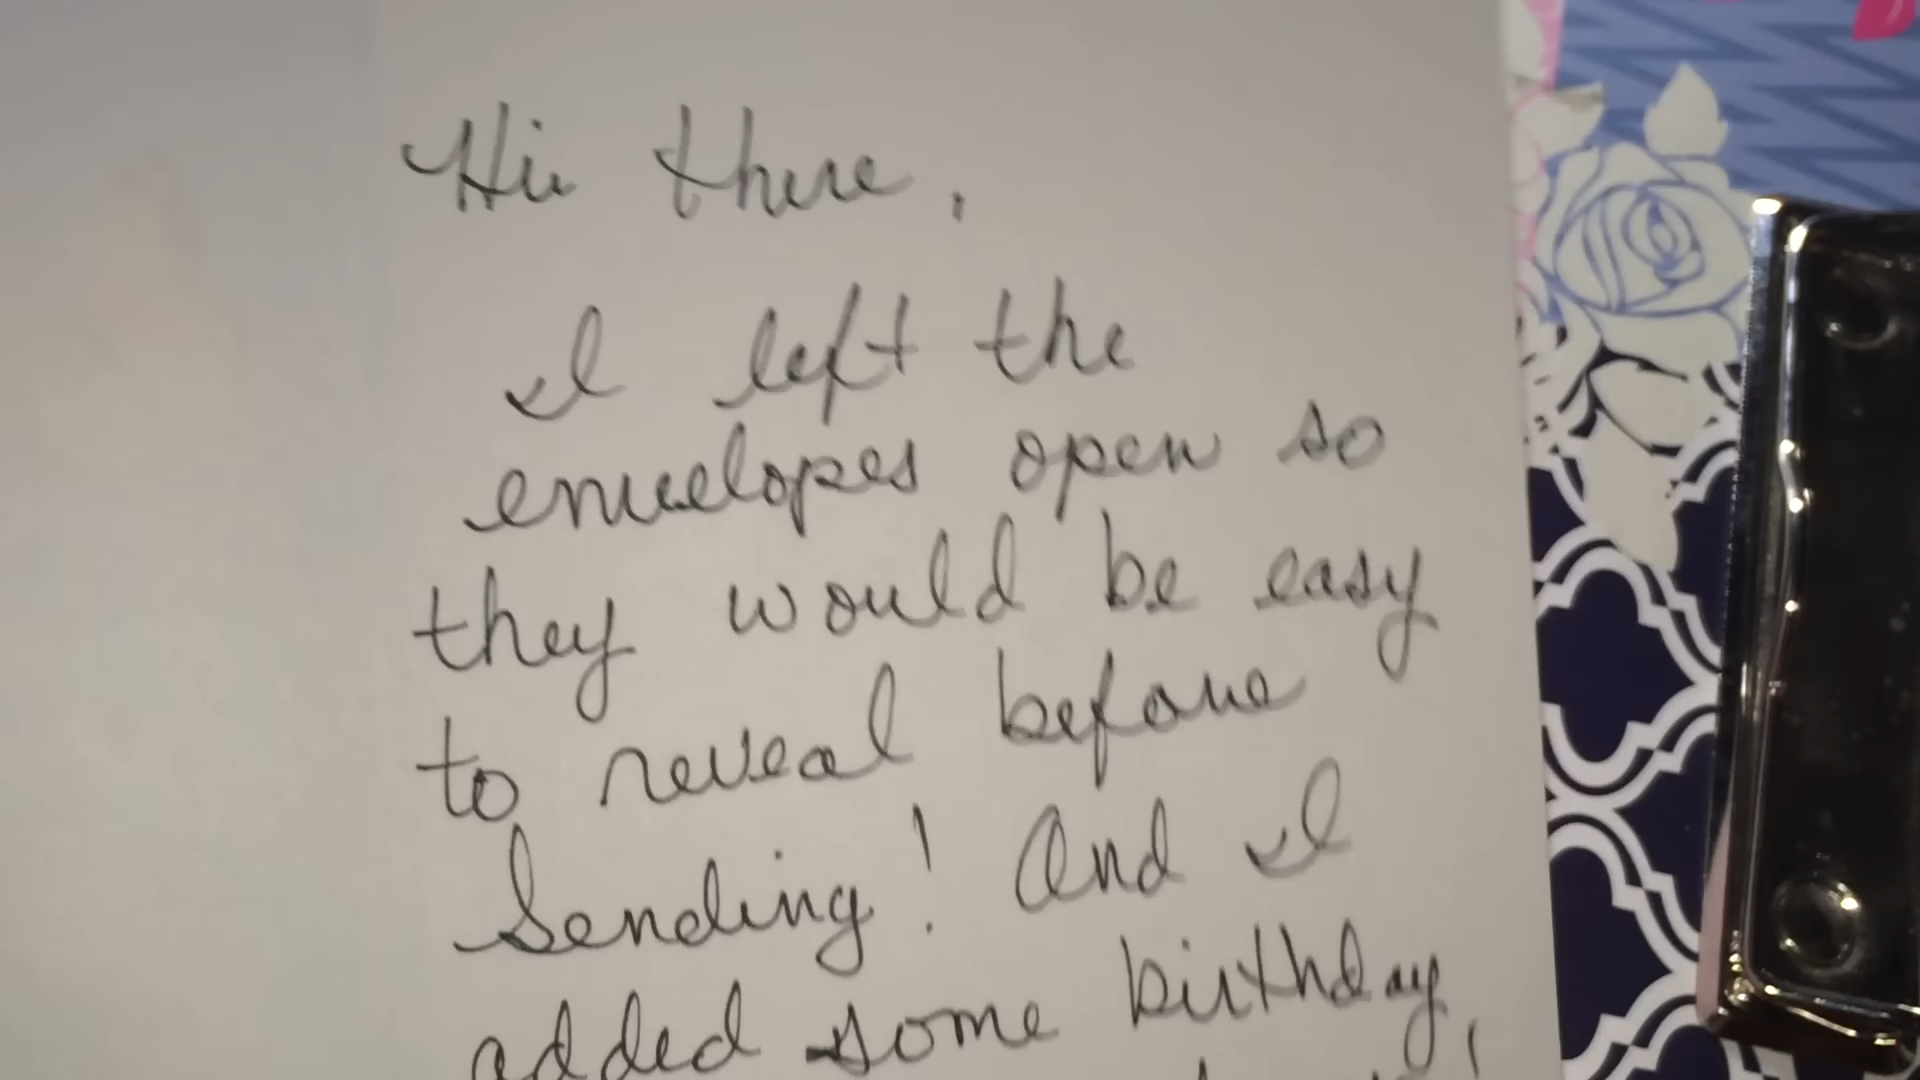 Hi there,
I left the
envelopes open so
they would be easy
to reveal before
sending! And I
added some birthday,